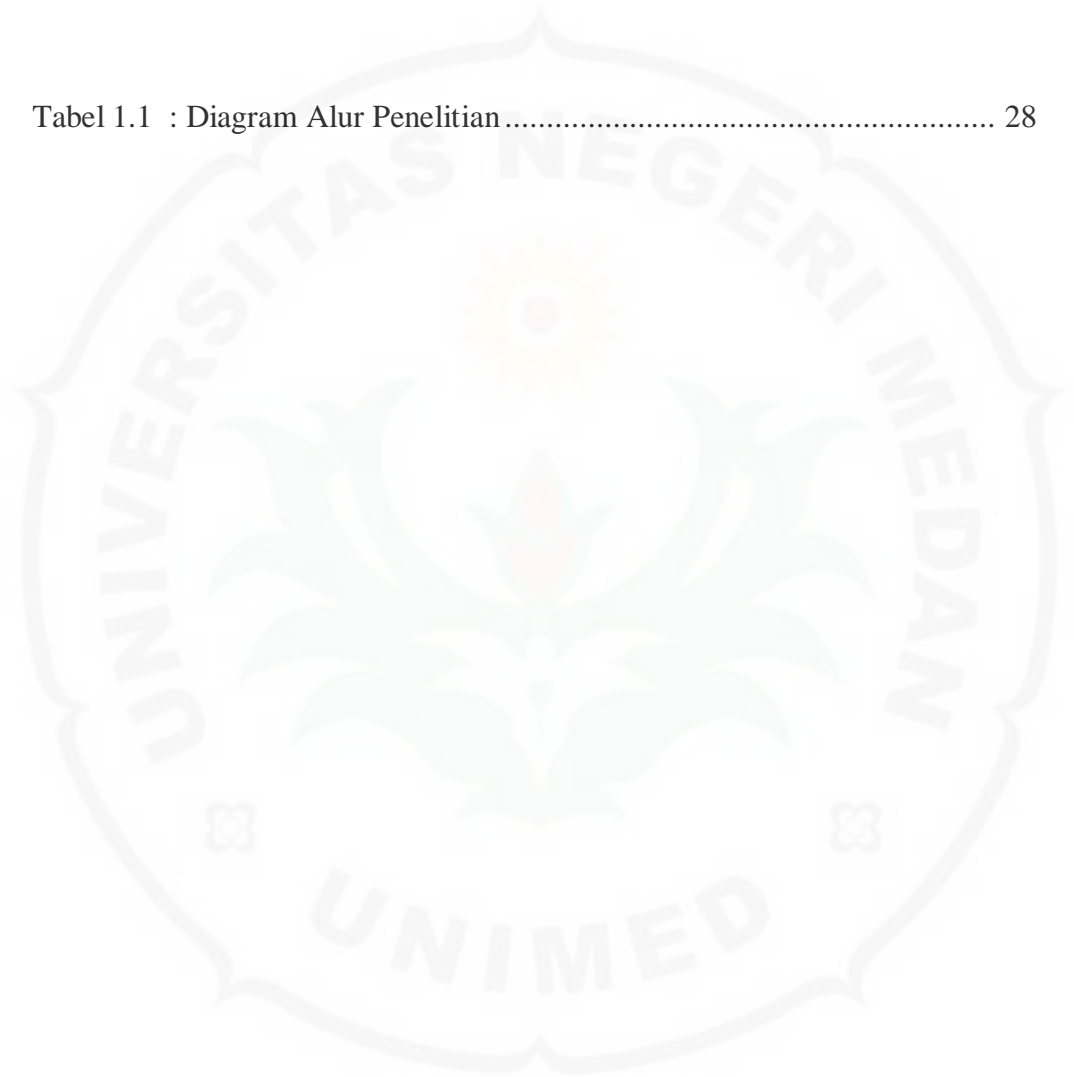 Tabel 1.1 : Diagram Alur Penelitian .................................................... 28
UNIVERSITAS NEGERI MEDAN
UNIMED